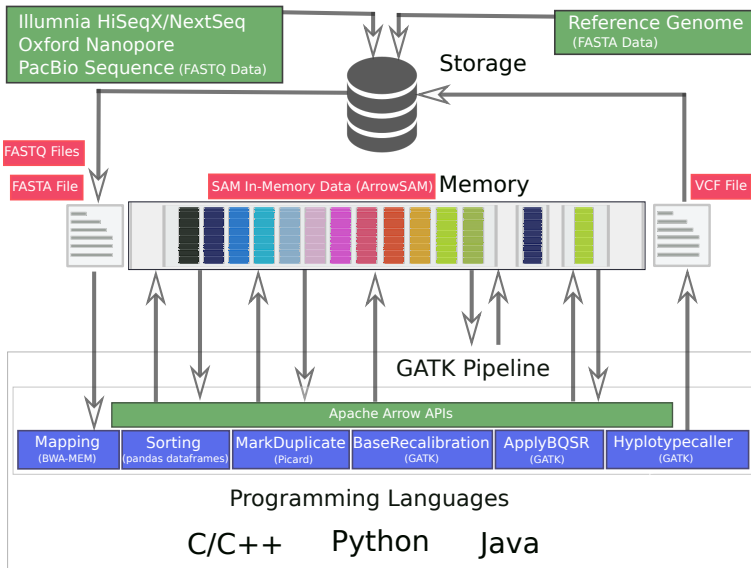 Illumnia HiSeqX/NextSeq
Oxford Nanopore
PacBio Sequence (FASTQ Data)
Reference Genome
(FASTA Data)
Storage
FASTQ Files
FASTA File
SAM In-Memory Data (ArrowSAM)
Memory
VCF File
GATK Pipeline
Apache Arrow APIs
Mapping
(BWA-MEM)
Sorting
(pandas dataframes)
MarkDuplicate
(Picard)
BaseRecalibration
(GATK)
ApplyBQSR
(GATK)
Hyplotypecaller
(GATK)
Programming Languages
C/C++
Python
Java